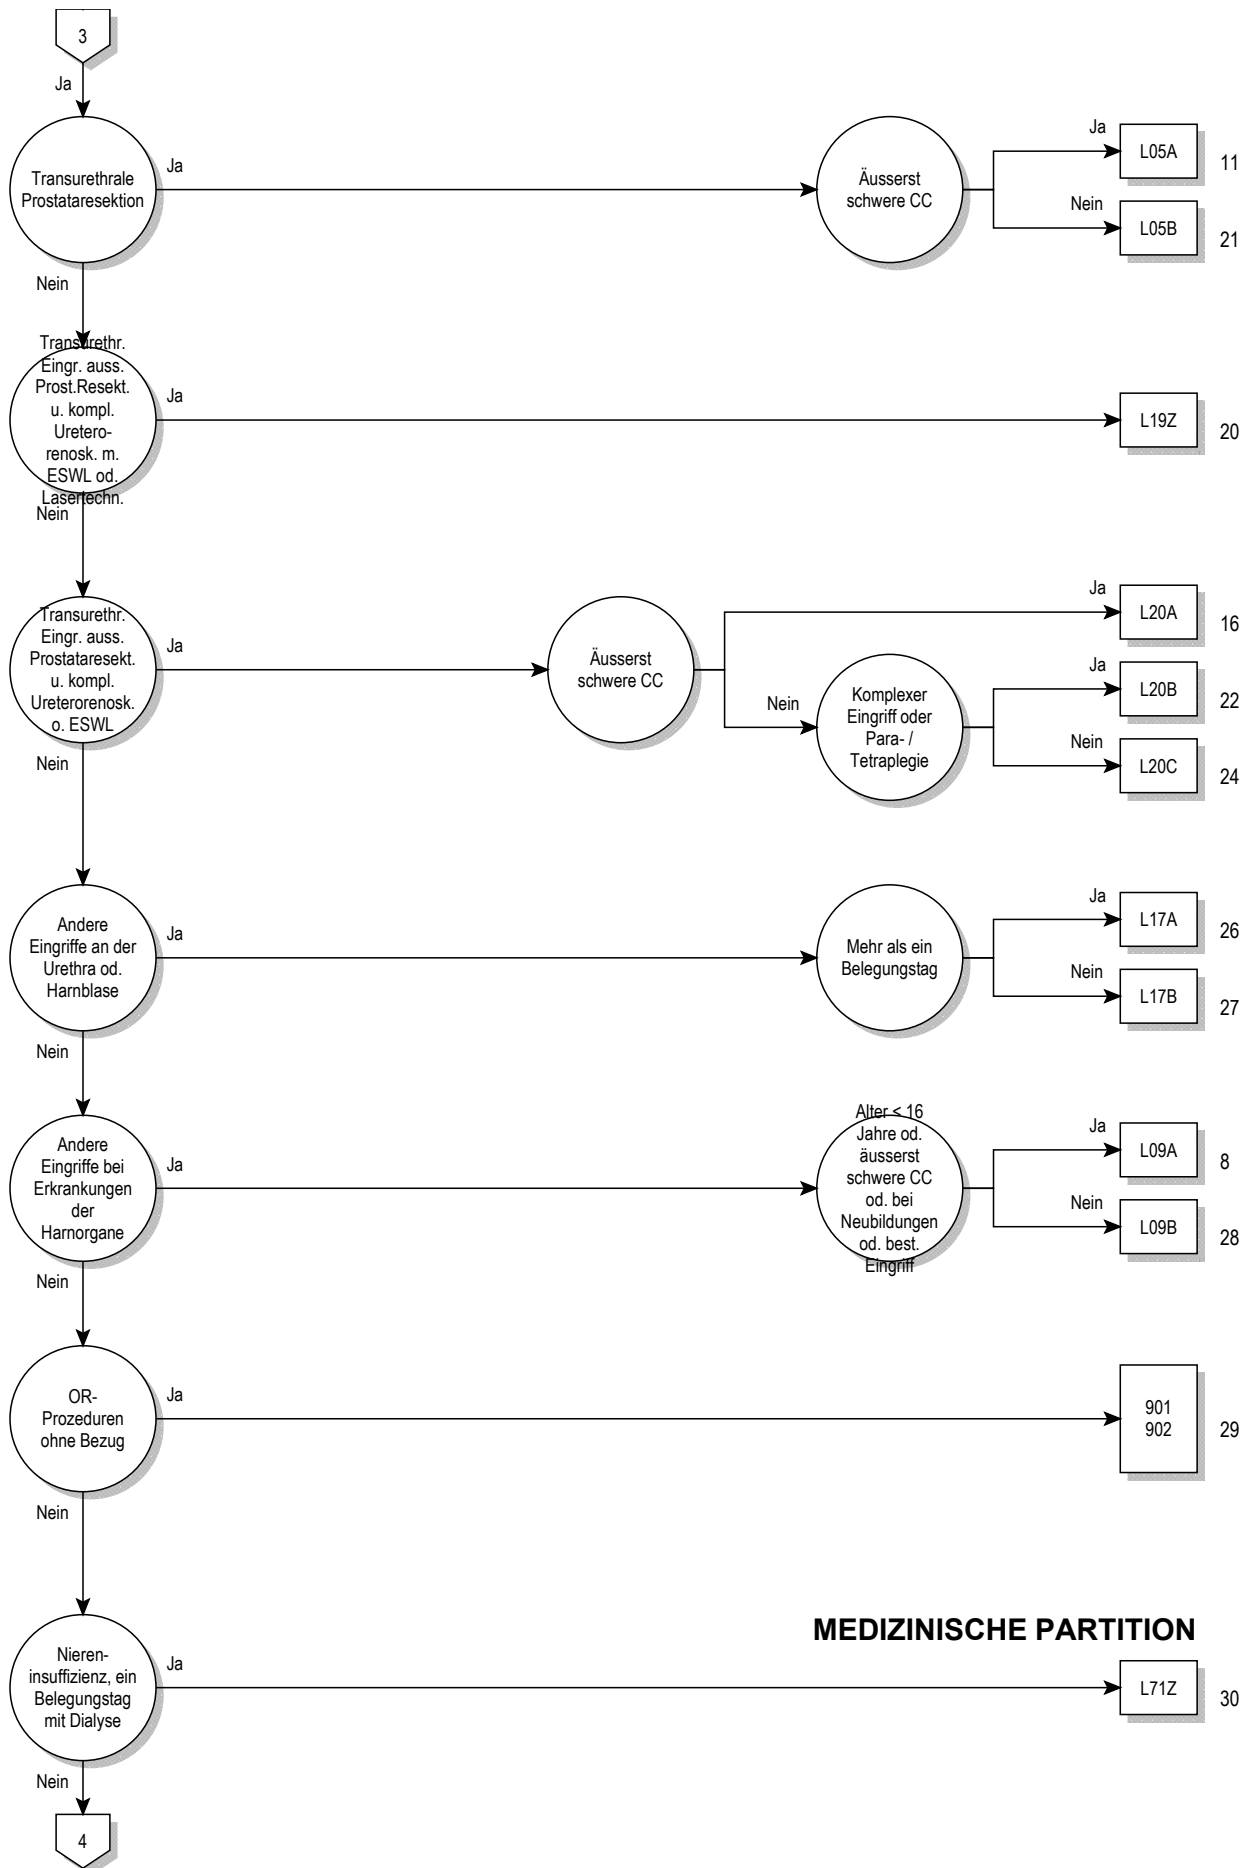 3
Ja
Transurethrale
Prostataresektion
Ja
Äusserst
schwere CC
Ja
L05A
11
Nein
L05B
21
Nein
Transurethr.
Eingr. auss.
Prost.Resekt.
u. kompl.
Uretero-
renosk. m.
ESWL od.
Lasertechn.
Ja
L19Z
20
Nein
Transurethr.
Eingr. auss.
Prostataresekt.
u. kompl.
Ureterorenosk.
o. ESWL
Ja
Äusserst
schwere CC
Ja
L20A
16
Nein
Komplexer
Eingriff oder
Para- /
Tetraplegie
Ja
L20B
22
Nein
L20C
24
Nein
Andere
Eingriffe an der
Urethra od.
Harnblase
Ja
Mehr als ein
Belegungstag
Ja
L17A
26
Nein
L17B
27
Nein
Andere
Eingriffe bei
Erkrankungen
der
Harnorgane
Ja
Alter < 16
Jahre od.
äusserst
schwere CC
od. bei
Neubildungen
od. best.
Eingriff
Ja
L09A
8
Nein
L09B
28
Nein
OR-
Prozeduren
ohne Bezug
Ja
901
902
29
Nein
MEDIZINISCHE PARTITION
Nieren-
insuffizienz, ein
Belegungstag
mit Dialyse
Ja
L71Z
30
Nein
4